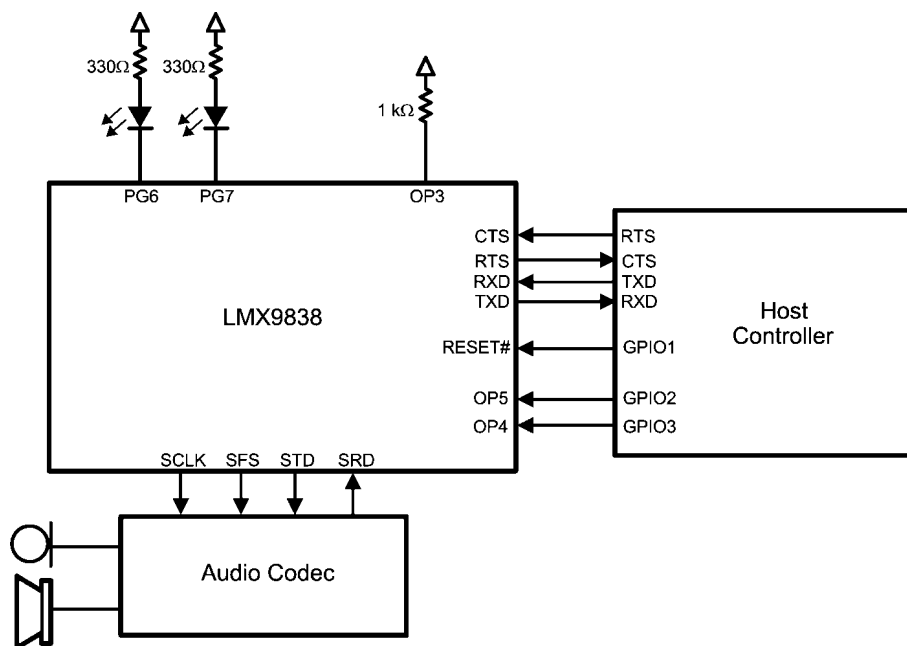 330Ω 330Ω
1 kΩ
PG6 PG7 OP3
CTS RTS
RTS CTS
RXD TXD
TXD RXD
LMX9838
Host
Controller
RESET# GPIO1
OP5 GPIO2
OP4 GPIO3
SCLK SFS STD SRD
Audio Codec